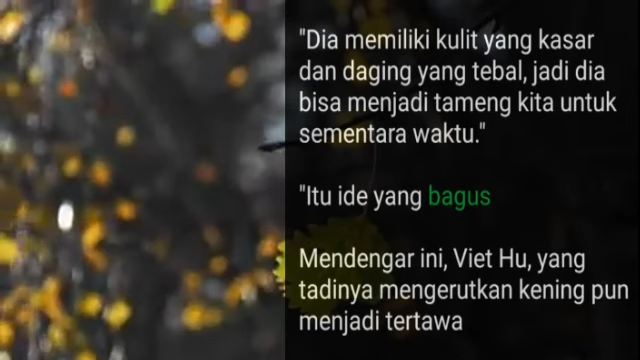 "Dia memiliki kulit yang kasar
dan daging yang tebal, jadi dia
bisa menjadi tameng kita untuk
sementara waktu."
"Itu ide yang bagus
Mendengar ini, Viet Hu, yang
tadinya mengerutkan kening pun
menjadi tertawa